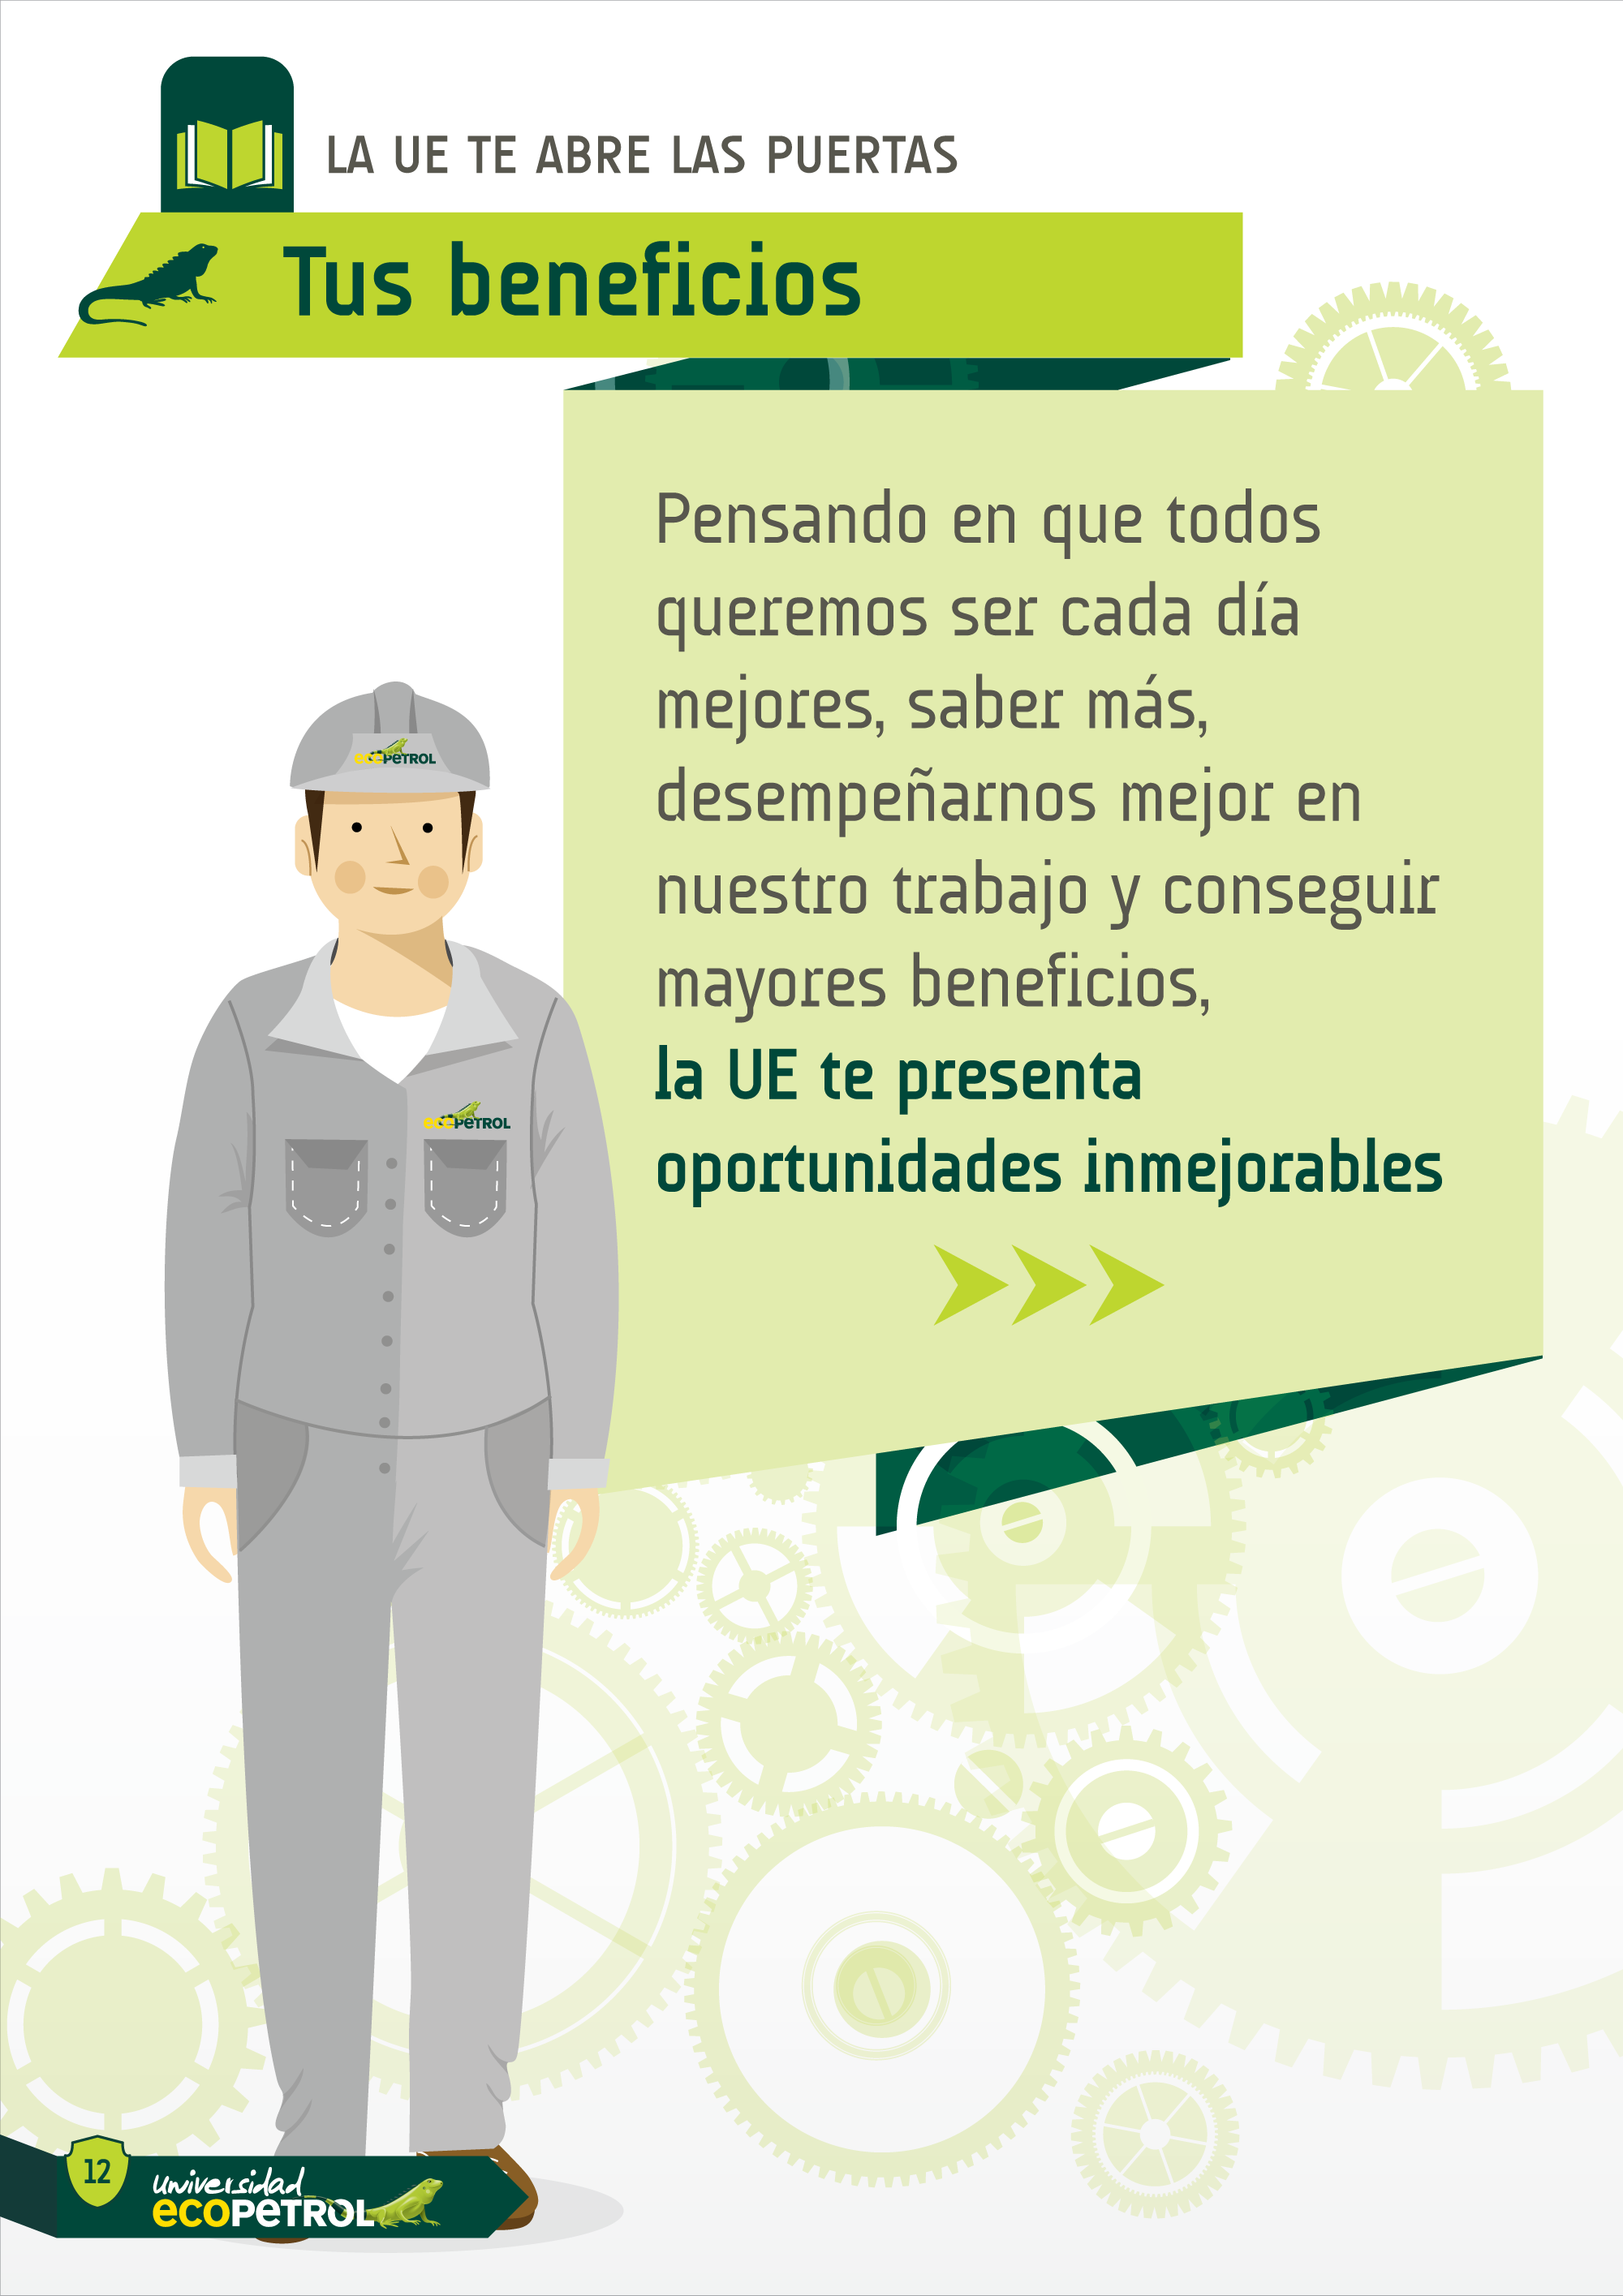 LA UE TE ABRE LAS PUERTAS
Tus beneficios
Pensando en que todos
queremos ser cada día
mejores, saber más,
desempeñarnos mejor en
nuestro trabajo y conseguir
mayores beneficios,
la UE te presenta
oportunidades inmejorables
ecoPETROL
ecoPETROL
12
Universidad
ecoPETROL